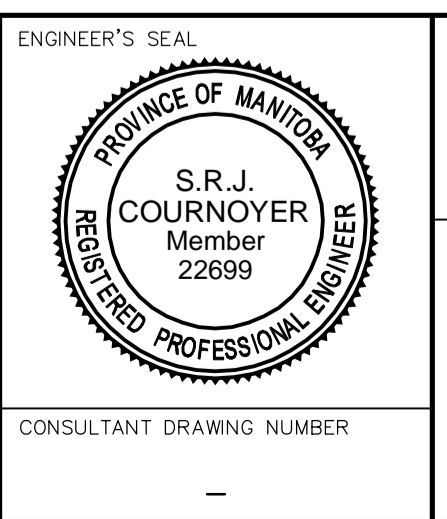 ENGINEER'S SEAL
PROVINCE OF MANITOBA
S.R.J.
COURNOYER
Member
22699
REGISTERED PROFESSIONAL ENGINEER
CONSULTANT DRAWING NUMBER
–